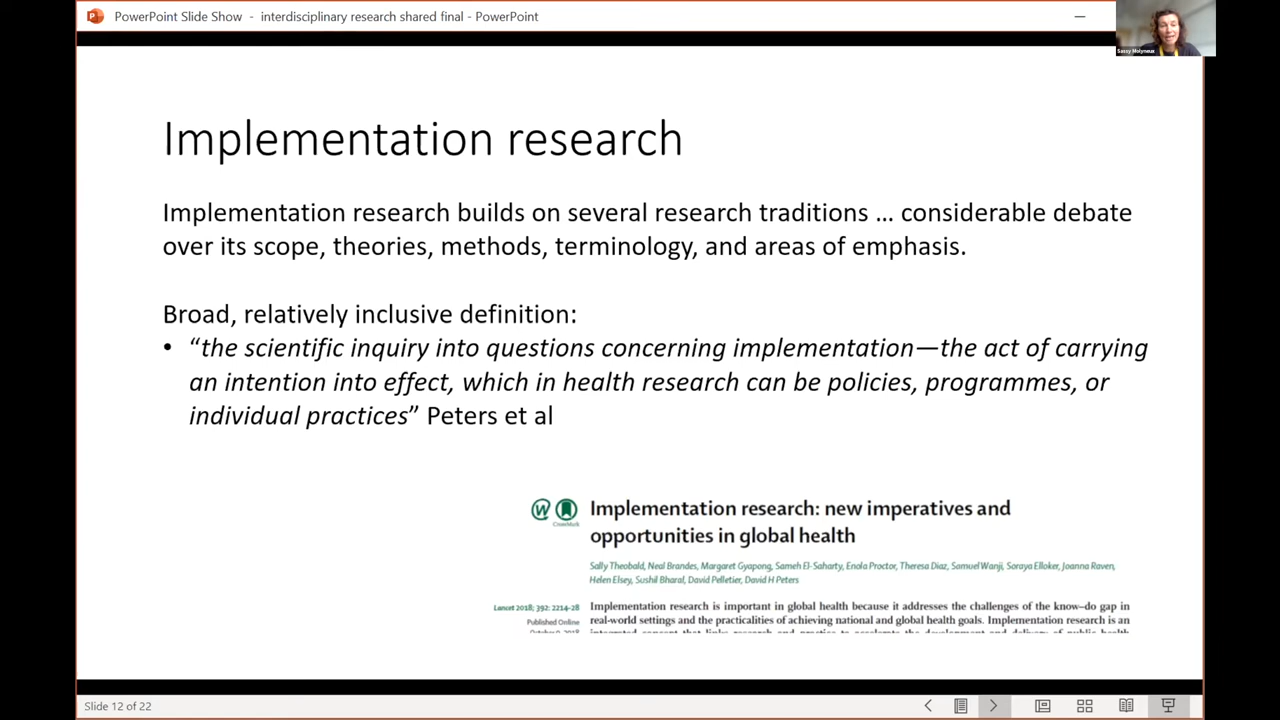 PowerPoint Slide Show - interdisciplinary research shared final - PowerPoint
Sassy Molyneux
Implementation research
Implementation research builds on several research traditions … considerable debate
over its scope, theories, methods, terminology, and areas of emphasis.
Broad, relatively inclusive definition:
• “the scientific inquiry into questions concerning implementation—the act of carrying
an intention into effect, which in health research can be policies, programmes, or
individual practices” Peters et al
CrossMark
Implementation research: new imperatives and
opportunities in global health
Sally Theobald, Neal Brandes, Margaret Gyapong, Sameh El-Saharty, Enola Proctor, Theresa Diaz, Samuel Wanji, Soraya Elloker, Joanna Raven,
Helen Elsey, Sushil Bharal, David Pelletier, David H Peters
Lancet 2018; 392: 2214–28
Published Online
Implementation research is important in global health because it addresses the challenges of the know–do gap in
real-world settings and the practicalities of achieving national and global health goals. Implementation research is an
Slide 12 of 22